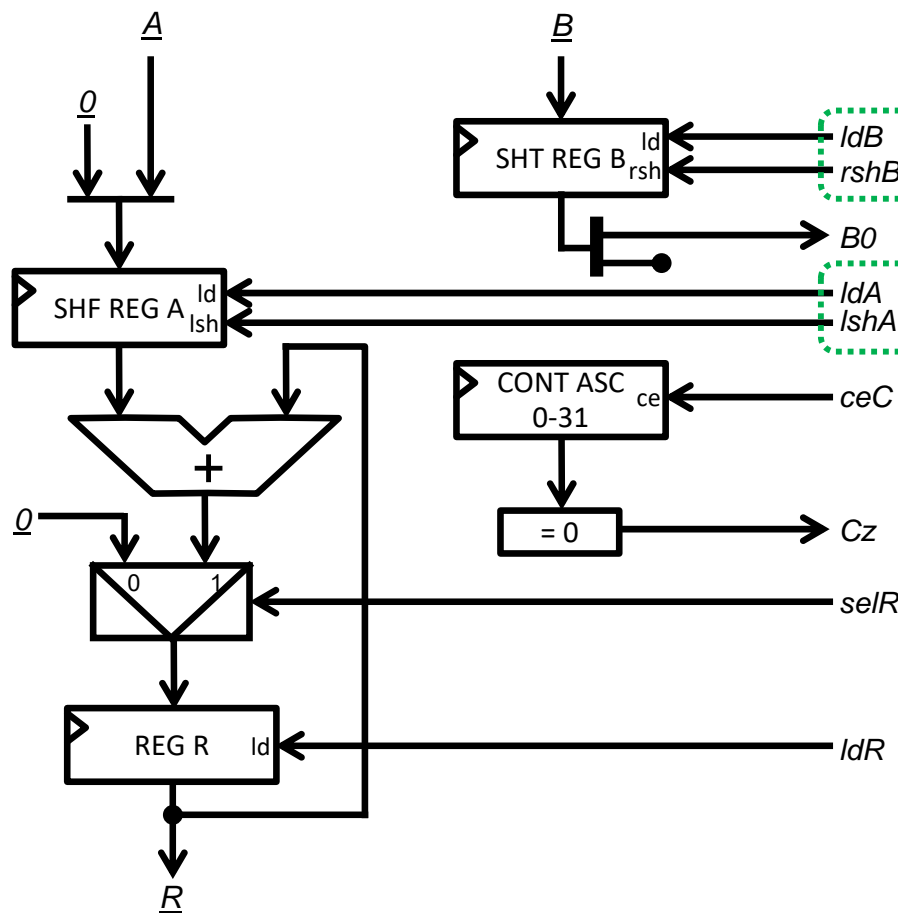 A
B
0
ld
ldB
SHT REG B
rsh
rshB
B0
ld
ldA
SHF REG A
lsh
lshA
CONT ASC
0-31
ce
ceC
+
0
= 0
Cz
0
1
selR
REG R
ld
ldR
R